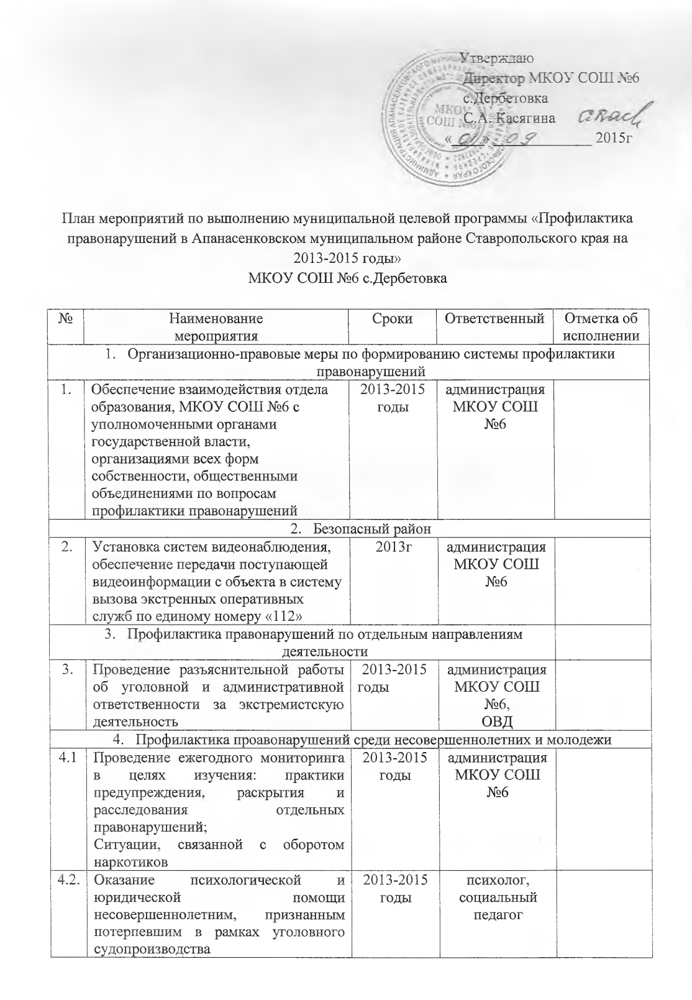 Утверждаю
Директор МКОУ СОШ №6
с.Дербетовка
С.А. Касягина
« » 09 2015г
МКОУ
СОШ №6
План мероприятий по выполнению муниципальной целевой программы «Профилактика
правонарушений в Апанасенковском муниципальном районе Ставропольского края на
2013-2015 годы»
МКОУ СОШ №6 с.Дербетовка
№ Наименование Сроки Ответственный Отметка об
мероприятия исполнении
1. Организационно-правовые меры по формированию системы профилактики
правонарушений
1. Обеспечение взаимодействия отдела 2013-2015 администрация
образования, МКОУ СОШ №6 с годы МКОУ СОШ
уполномоченными органами №6
государственной власти,
организациями всех форм
собственности, общественными
объединениями по вопросам
профилактики правонарушений
2. Безопасный район
2. Установка систем видеонаблюдения, 2013г администрация
обеспечение передачи поступающей МКОУ СОШ
видеоинформации с объекта в систему №6
вызова экстренных оперативных
служб по единому номеру «112»
3. Профилактика правонарушений по отдельным направлениям
деятельности
3. Проведение разъяснительной работы 2013-2015 администрация
об уголовной и административной годы МКОУ СОШ
ответственности за экстремистскую №6,
деятельность ОВД
4. Профилактика проавонарушений среди несовершеннолетних и молодежи
4.1 Проведение ежегодного мониторинга 2013-2015 администрация
в целях изучения: практики годы МКОУ СОШ
предупреждения, раскрытия и №6
расследования отдельных
правонарушений;
Ситуации, связанной с оборотом
наркотиков
4.2. Оказание психологической и 2013-2015 психолог,
юридической помощи годы социальный
несовершеннолетним, признанным педагог
потерпевшим в рамках уголовного
судопроизводства